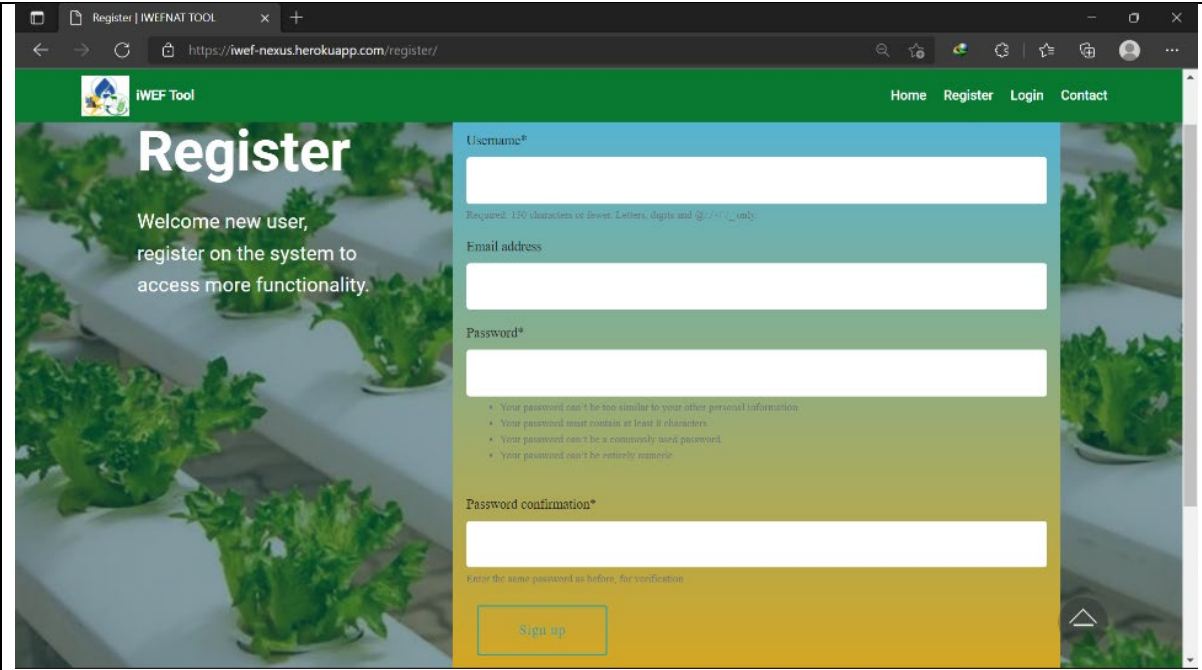 Register | IWEFNAT TOOL
https://iwef-nexus.herokuapp.com/register/
iWEF Tool
Home Register Login Contact
Register
Welcome new user,
register on the system to
access more functionality.
Username*
Required. 150 characters or fewer. Letters, digits and @/./+/-/_ only.
Email address
Password*
• Your password can't be too similar to your other personal information.
• Your password must contain at least 8 characters.
• Your password can't be a commonly used password.
• Your password can't be entirely numeric.
Password confirmation*
Enter the same password as before, for verification.
Sign up